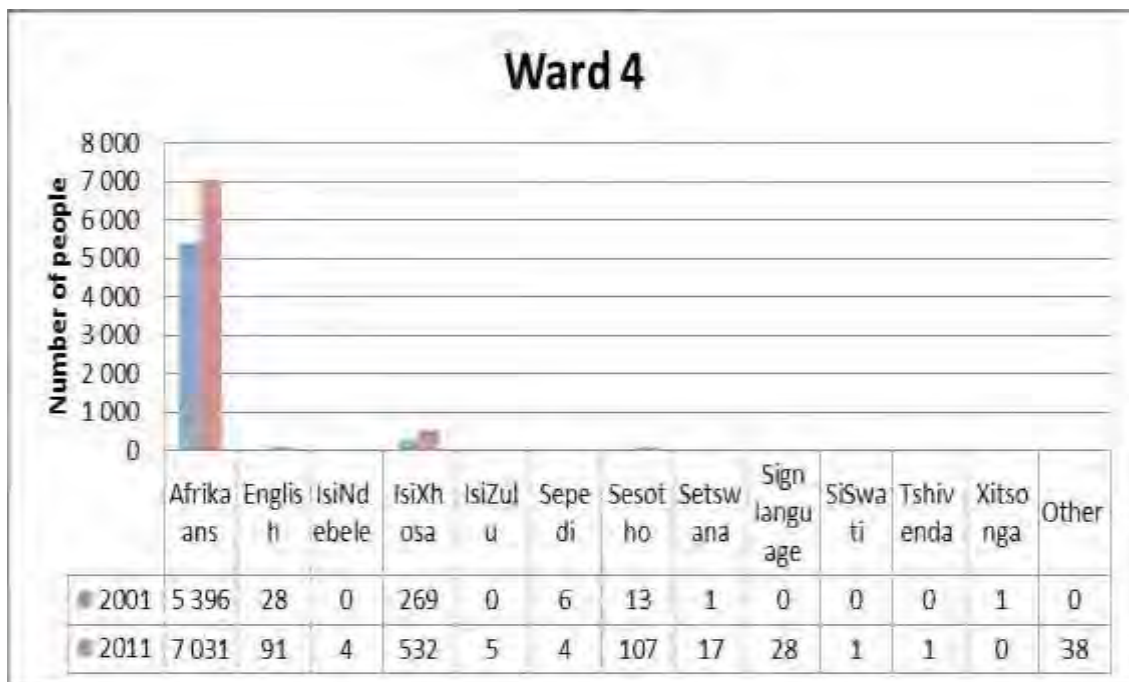 Ward 4
Number of people
8 000
7 000
6 000
5 000
4 000
3 000
2 000
1 000
0
Afrika
ans
Englis
h
IsiNd
ebele
IsiXh
osa
IsiZul
u
Sepe
di
Sesot
ho
Setsw
ana
Sign
langu
age
SiSwa
ti
Tshiv
enda
Xitso
nga
Other
2001 5 396 28 0 269 0 6 13 1 0 0 0 1 0
2011 7 031 91 4 532 5 4 107 17 28 1 1 0 38